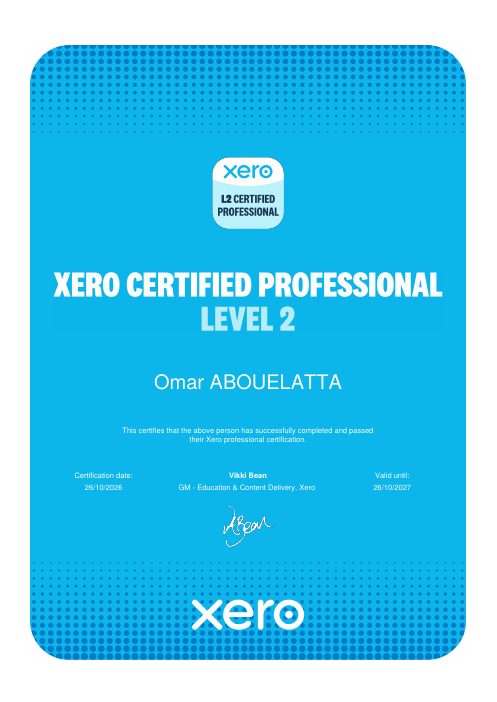 xero
L2 CERTIFIED
PROFESSIONAL
XERO CERTIFIED PROFESSIONAL
LEVEL 2
Omar ABOUELATTA
This certifies that the above person has successfully completed and passed
their Xero professional certification.
Certification date:
26/10/2026
Vikki Bean
GM - Education & Content Delivery, Xero
Valid until:
26/10/2027
xero